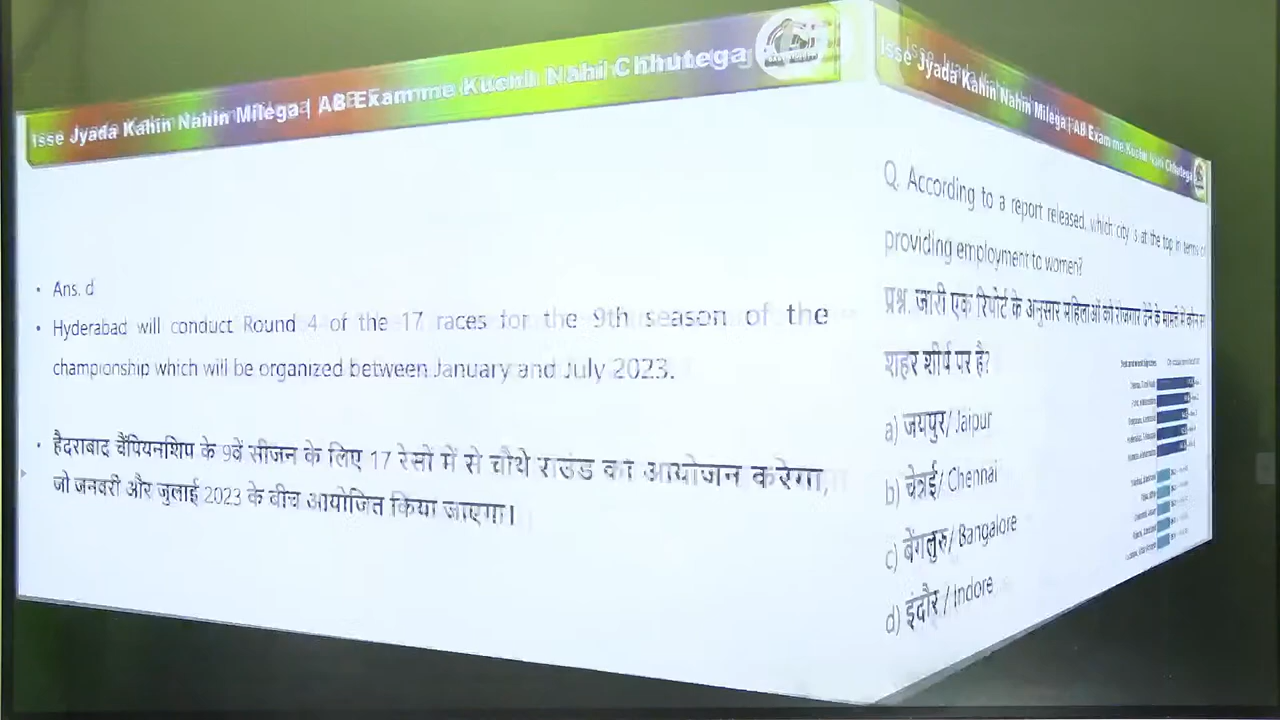 Isse Jyada Kahin Nahin Milega | AB Exam me Kuchh Nahi Chhutega
Ans. d
Hyderabad will conduct Round 4 of the 17 races for the 9th season of the
championship which will be organized between January and July 2023.
हैदराबाद चैंपियनशिप के 9वें सीजन के लिए 17 रेसों में से चौथे राउंड का आयोजन करेगा,
जो जनवरी और जुलाई 2023 के बीच आयोजित किया जाएगा।
Isse Jyada Kahin Nahin Milega | AB Exam me Kuchh Nahi Chhutega
Q. According to a report released, which city is at the top in terms of
providing employment to women?
प्रश्न. जारी एक रिपोर्ट के अनुसार महिलाओं को रोजगार देने के मामले में कौन सा
शहर शीर्ष पर है?
a) जयपुर/ Jaipur
b) चेन्नई/ Chennai
c) बेंगलुरु/ Bangalore
d) इंदौर / Indore